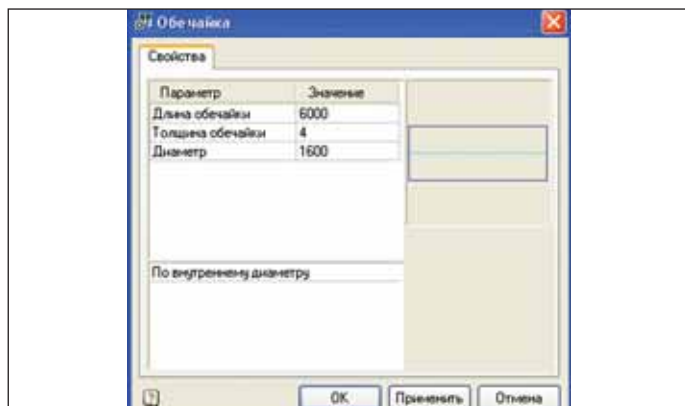 Обечайка
Свойства
Параметр Значение
Длина обечайки 6000
Толщина обечайки 4
Диаметр 1600
По внутреннему диаметру
? OK Применить Отмена